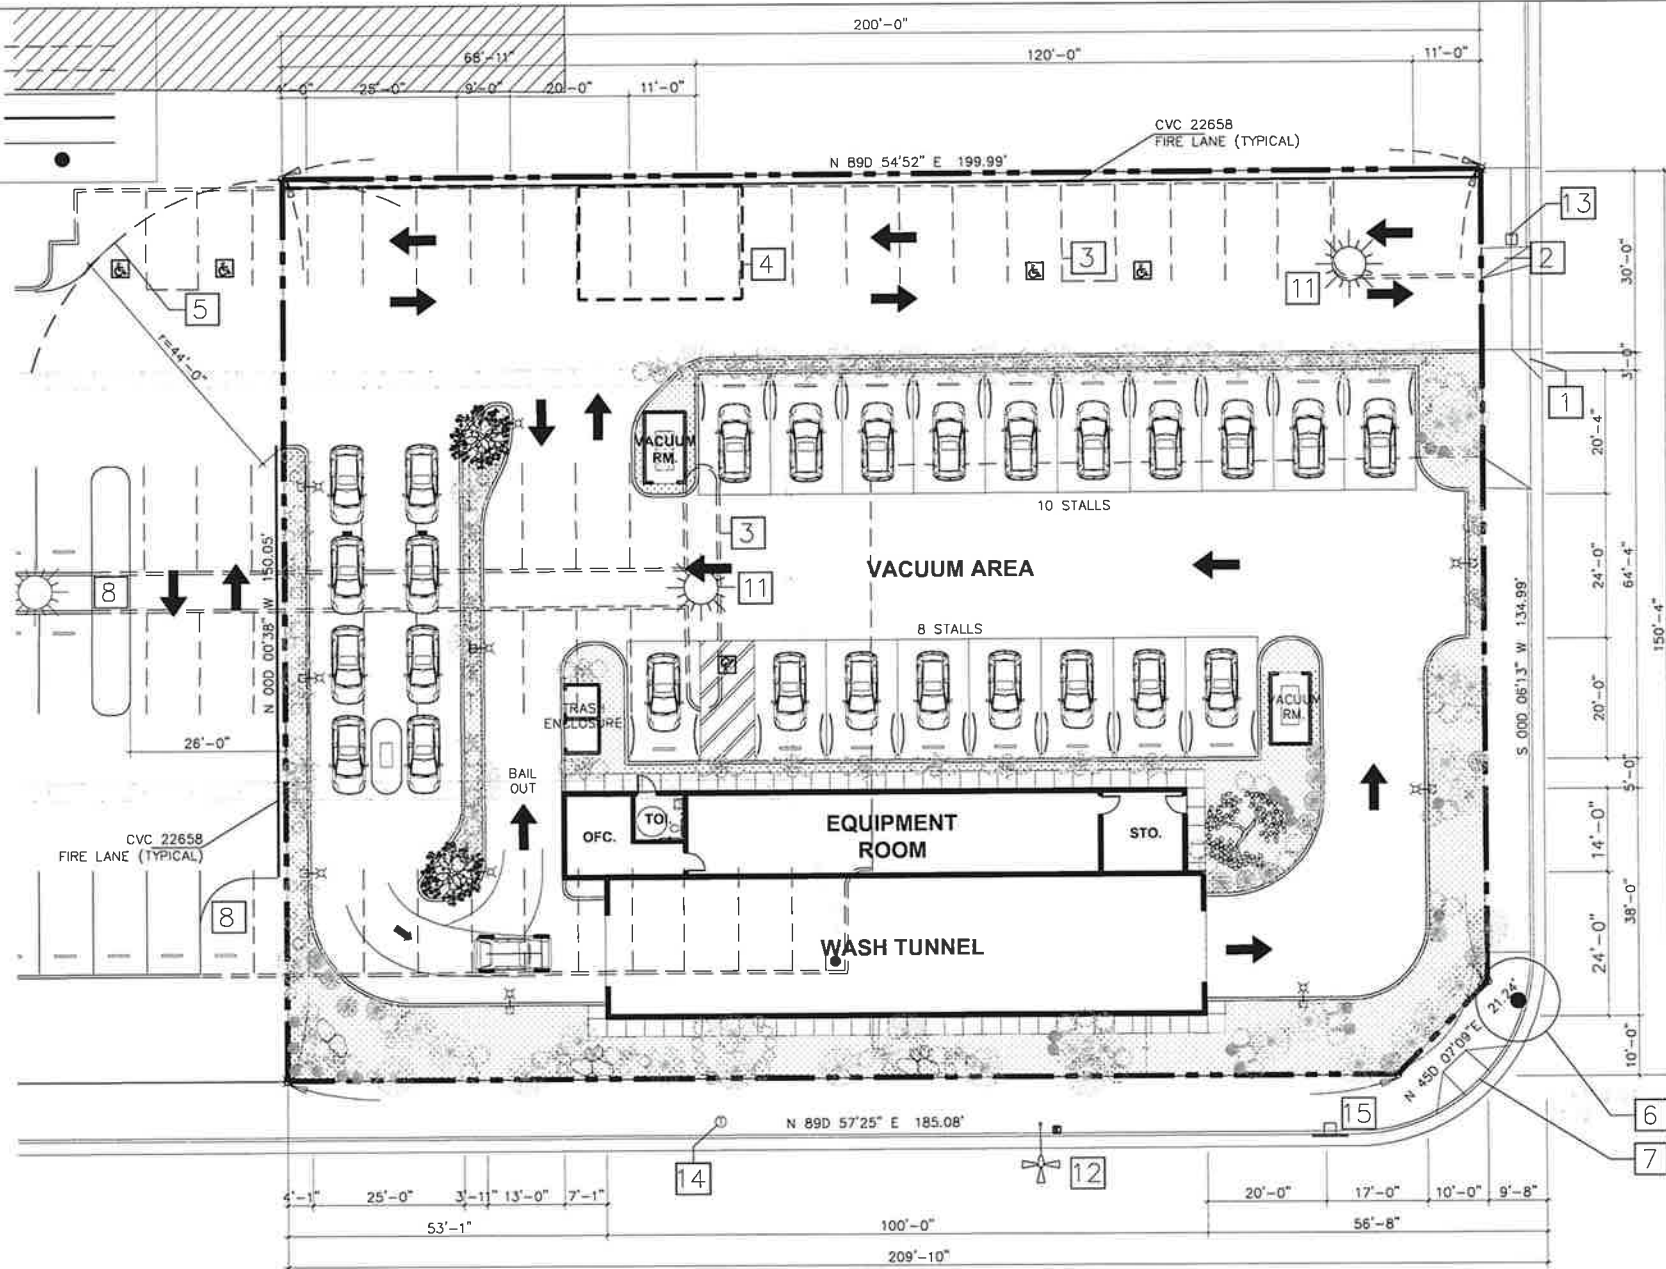 200'-0"
68'-11"
120'-0"
11'-0"
25'-0"
9'-0"
20'-0"
11'-0"
CVC 22658
FIRE LANE (TYPICAL)
N 89D 54'52" E 199.99'
13
2
3
4
11
5
30'-0"
r=44'-0"
3'-0"
1
VACUUM
RM.
20'-4"
10 STALLS
3
VACUUM AREA
11
8
N 00D 00'38" W 150.05'
24'-0"
64'-4"
150'-4"
S 00D 06'13" W 134.99'
8 STALLS
TRASH
ENCLOSURE
VACUUM
RM.
20'-0"
26'-0"
BAIL
OUT
5'-0"
CVC 22658
FIRE LANE (TYPICAL)
OFC.
TOI.
EQUIPMENT
ROOM
STO.
14'-0"
8
WASH TUNNEL
38'-0"
24'-0"
21.24'
N 45D 07'09"E
10'-0"
6
7
15
N 89D 57'25" E 185.08'
14
12
4'-1"
25'-0"
3'-11"
13'-0"
7'-1"
20'-0"
17'-0"
10'-0"
9'-8"
53'-1"
100'-0"
56'-8"
209'-10"